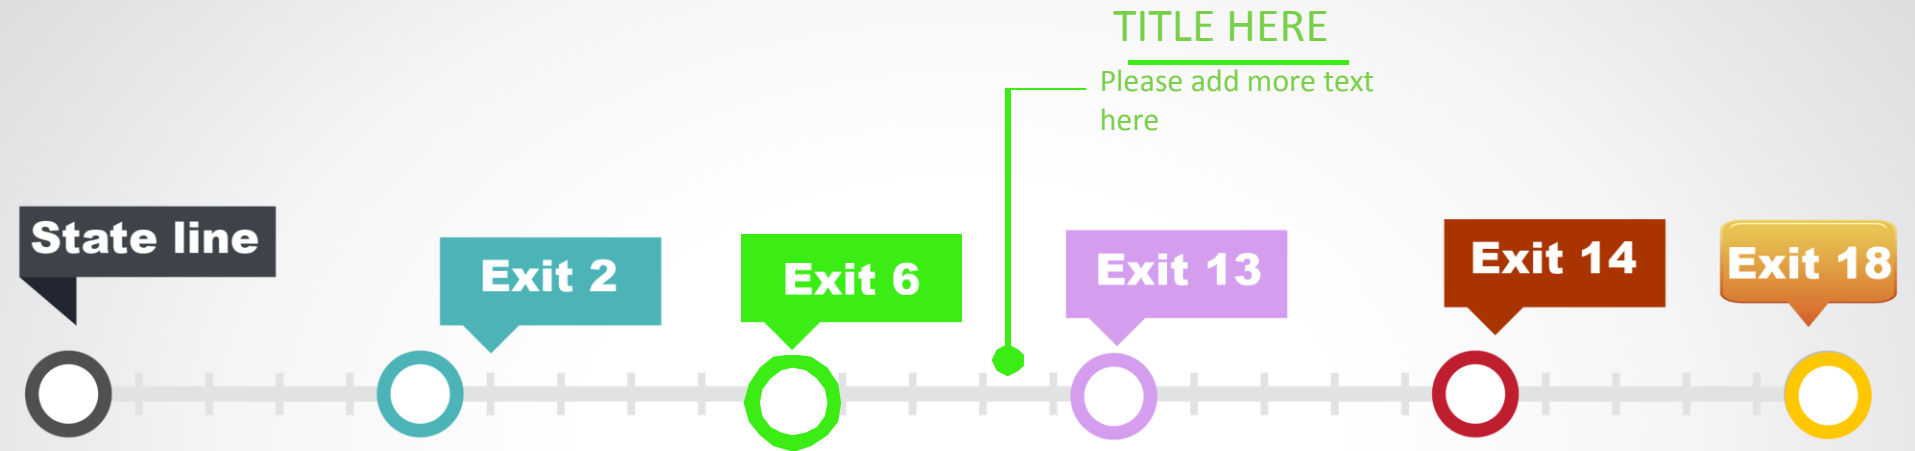 TITLE HERE
Please add more text
here
State line
Exit 2
Exit 6
Exit 13
Exit 14
Exit 18